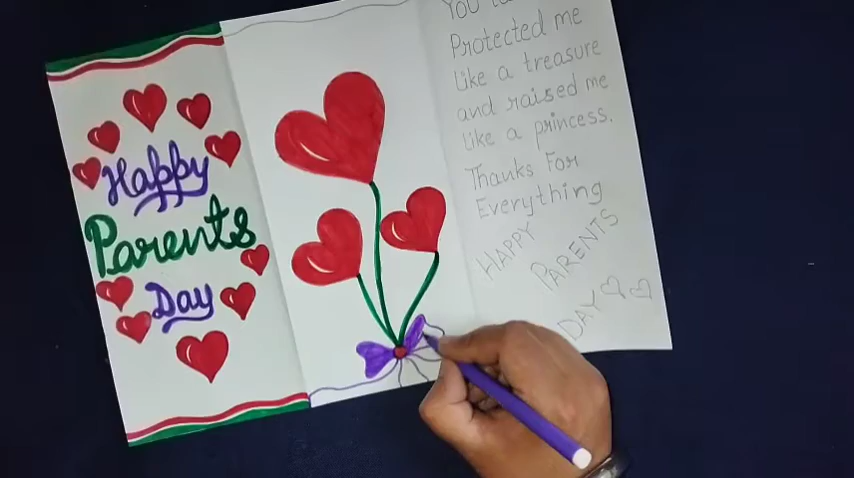 Happy
Parents
Day
Protected me
like a treasure
and raised me
like a princess.
Thanks For
Everything
HAPPY
PARENTS
DAY